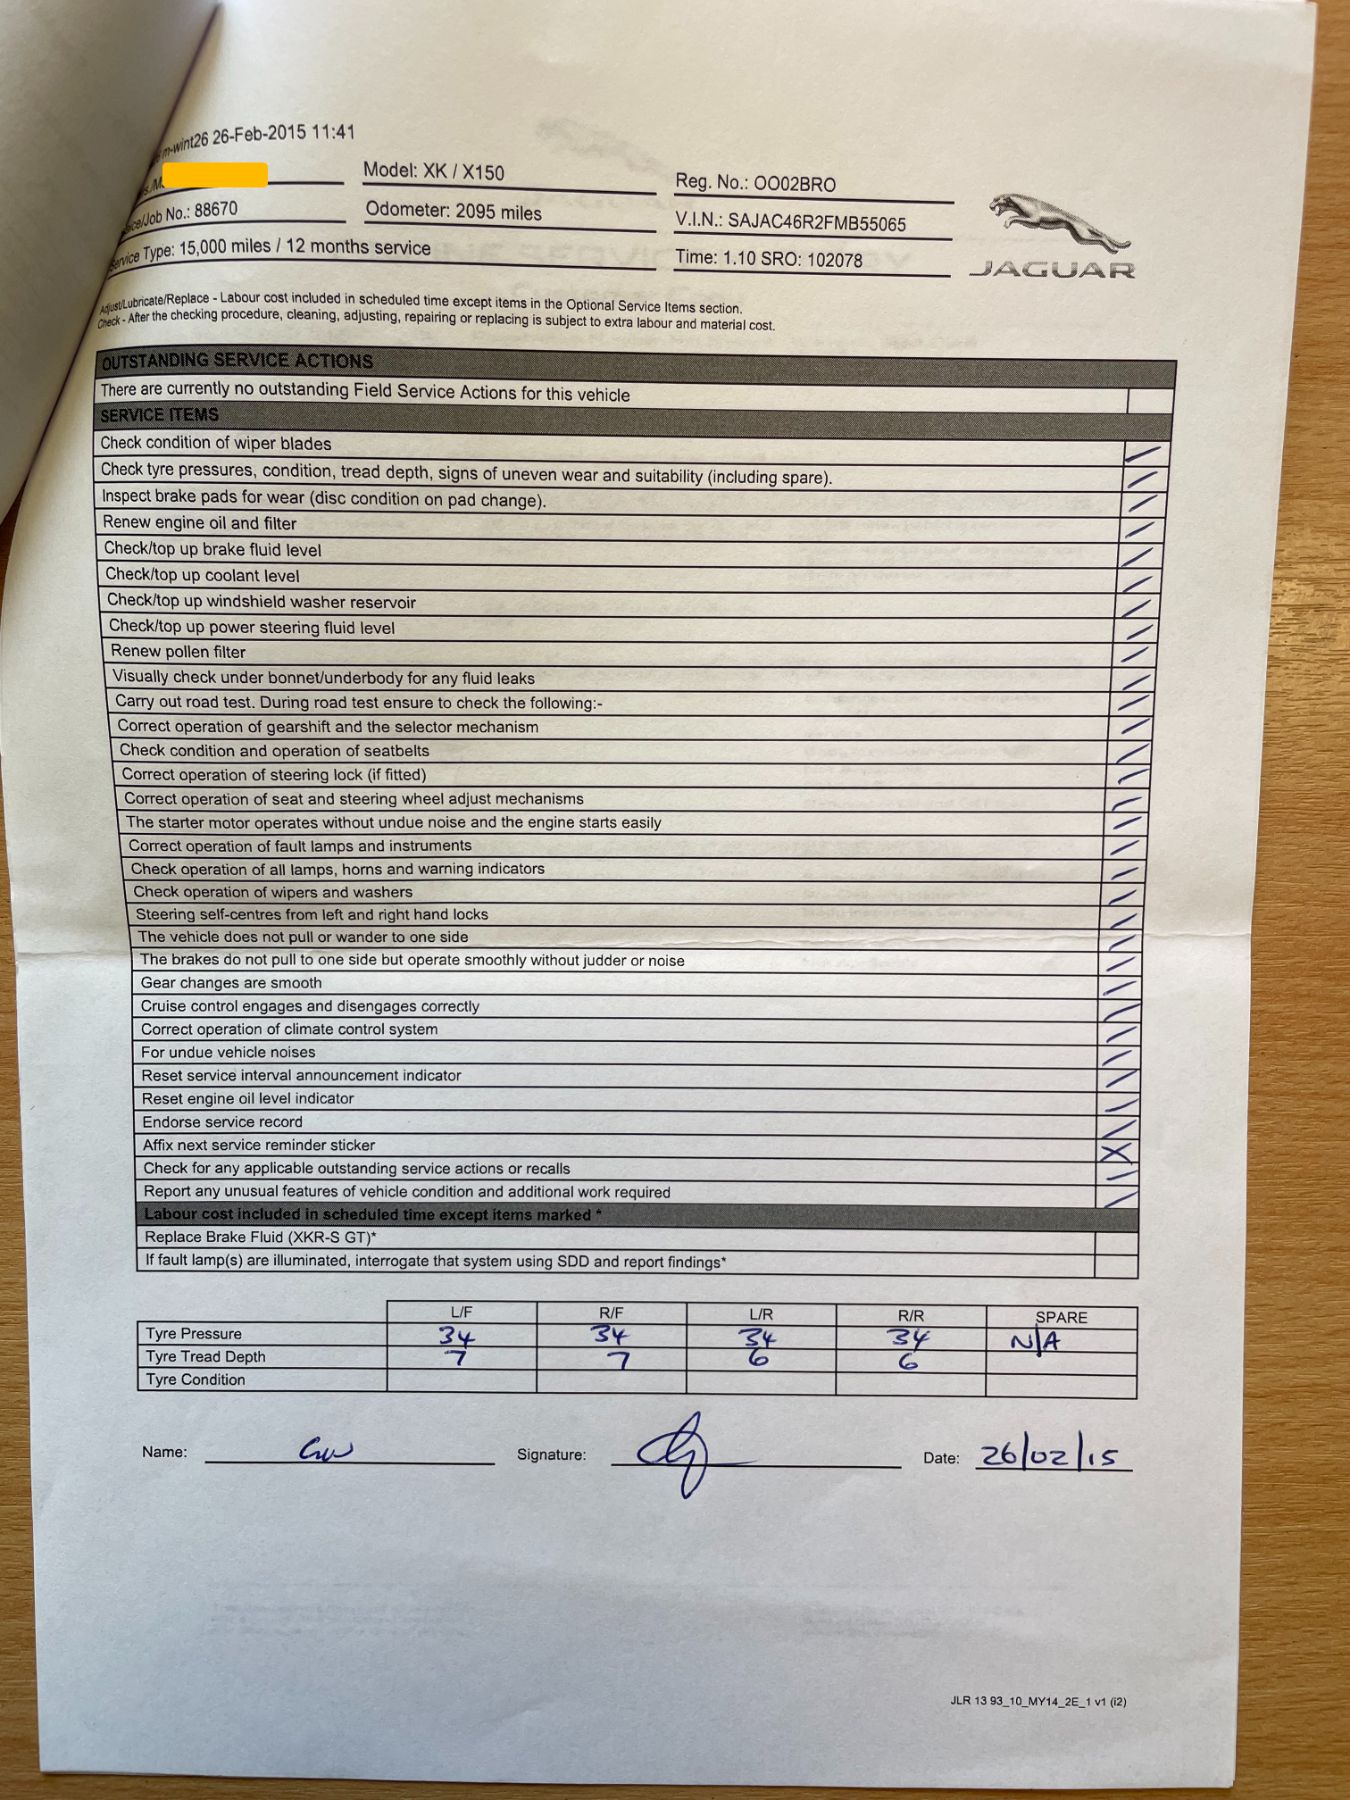 m-wint26 26-Feb-2015 11:41
Model: XK / X150
Reg. No.: OO02BRO
Job No.: 88670
Odometer: 2095 miles
V.I.N.: SAJAC46R2FMB55065
Service Type: 15,000 miles / 12 months service
Time: 1.10 SRO: 102078
JAGUAR
Adjust/Lubricate/Replace - Labour cost included in scheduled time except items in the Optional Service Items section.
Check - After the checking procedure, cleaning, adjusting, repairing or replacing is subject to extra labour and material cost.
OUTSTANDING SERVICE ACTIONS
There are currently no outstanding Field Service Actions for this vehicle
SERVICE ITEMS
Check condition of wiper blades
Check tyre pressures, condition, tread depth, signs of uneven wear and suitability (including spare).
Inspect brake pads for wear (disc condition on pad change).
Renew engine oil and filter
Check/top up brake fluid level
Check/top up coolant level
Check/top up windshield washer reservoir
Check/top up power steering fluid level
Renew pollen filter
Visually check under bonnet/underbody for any fluid leaks
Carry out road test. During road test ensure to check the following:-
Correct operation of gearshift and the selector mechanism
Check condition and operation of seatbelts
Correct operation of steering lock (if fitted)
Correct operation of seat and steering wheel adjust mechanisms
The starter motor operates without undue noise and the engine starts easily
Correct operation of fault lamps and instruments
Check operation of all lamps, horns and warning indicators
Check operation of wipers and washers
Steering self-centres from left and right hand locks
The vehicle does not pull or wander to one side
The brakes do not pull to one side but operate smoothly without judder or noise
Gear changes are smooth
Cruise control engages and disengages correctly
Correct operation of climate control system
For undue vehicle noises
Reset service interval announcement indicator
Reset engine oil level indicator
Endorse service record
Affix next service reminder sticker
Check for any applicable outstanding service actions or recalls
Report any unusual features of vehicle condition and additional work required
Labour cost included in scheduled time except items marked *
Replace Brake Fluid (XKR-S GT)*
If fault lamp(s) are illuminated, interrogate that system using SDD and report findings*
L/F R/F L/R R/R SPARE
Tyre Pressure 34 34 34 34 N/A
Tyre Tread Depth 7 7 6 6
Tyre Condition
Name: Signature: Date: 26/02/15
JLR 13 93_10_MY14_2E_1 v1 (i2)